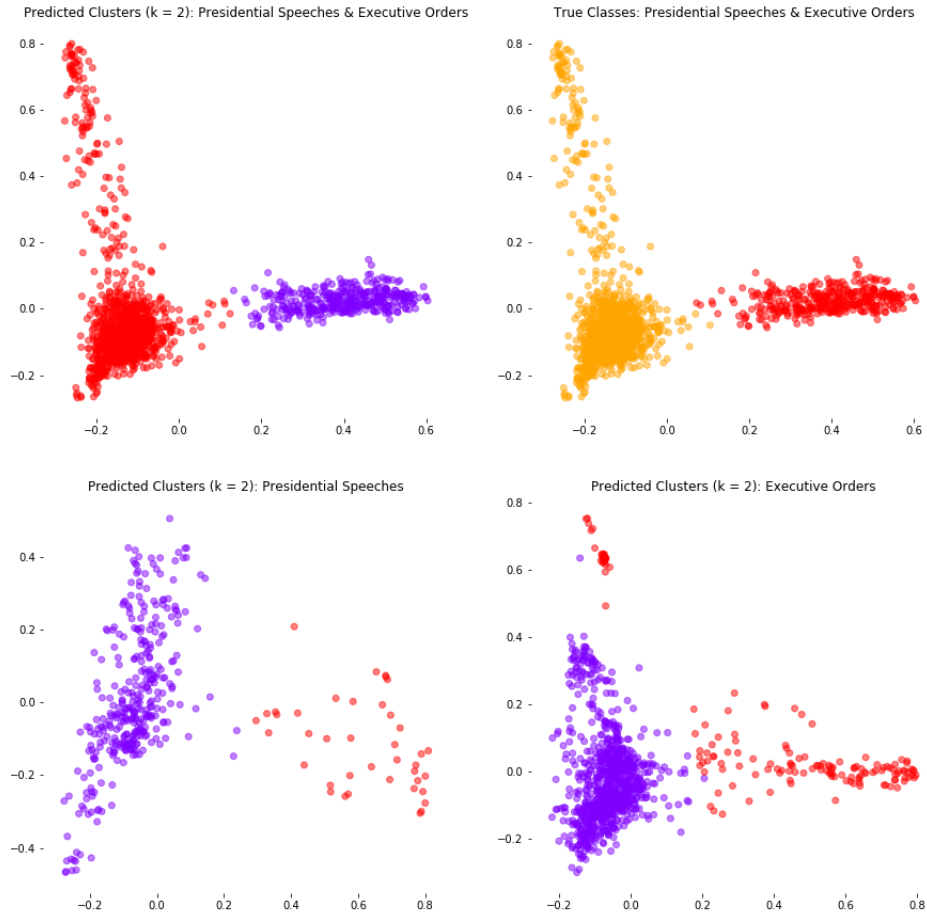 Predicted Clusters (k = 2): Presidential Speeches & Executive Orders
0.8
0.6
0.4
0.2
0.0
−0.2
−0.2 0.0 0.2 0.4 0.6
True Classes: Presidential Speeches & Executive Orders
0.8
0.6
0.4
0.2
0.0
−0.2
−0.2 0.0 0.2 0.4 0.6
Predicted Clusters (k = 2): Presidential Speeches
0.4
0.2
0.0
−0.2
−0.4
−0.2 0.0 0.2 0.4 0.6 0.8
Predicted Clusters (k = 2): Executive Orders
0.8
0.6
0.4
0.2
0.0
−0.2
−0.2 0.0 0.2 0.4 0.6 0.8